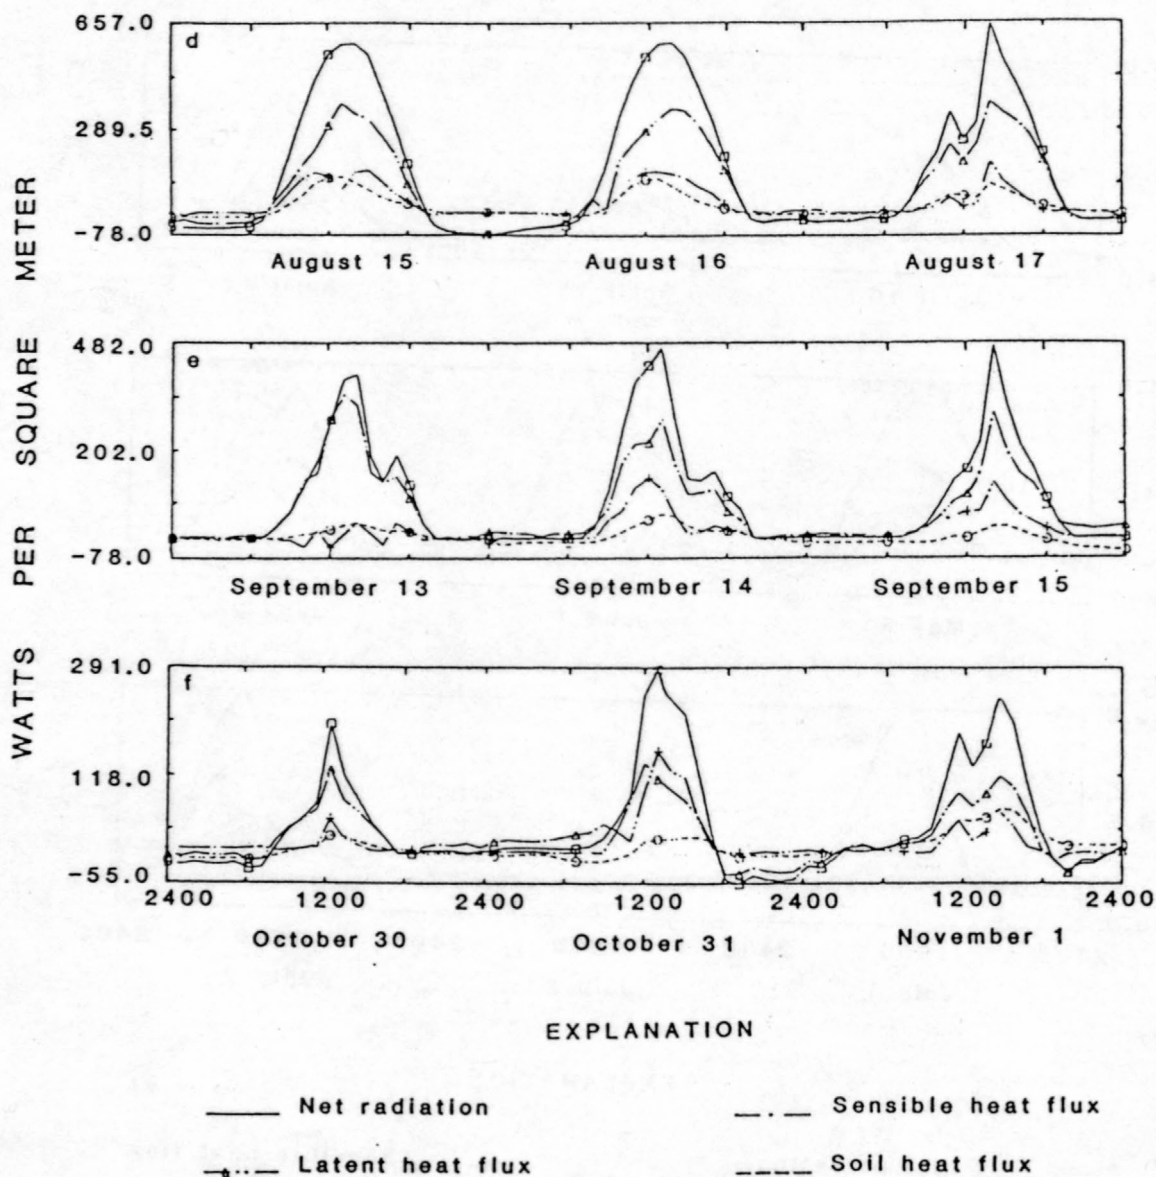 WATTS PER SQUARE METER
657.0
d
289.5
-78.0
August 15 August 16 August 17
482.0
e
202.0
-78.0
September 13 September 14 September 15
291.0
f
118.0
-55.0
2400 1200 2400 1200 2400 1200 2400
October 30 October 31 November 1
EXPLANATION
Net radiation Sensible heat flux
Latent heat flux Soil heat flux